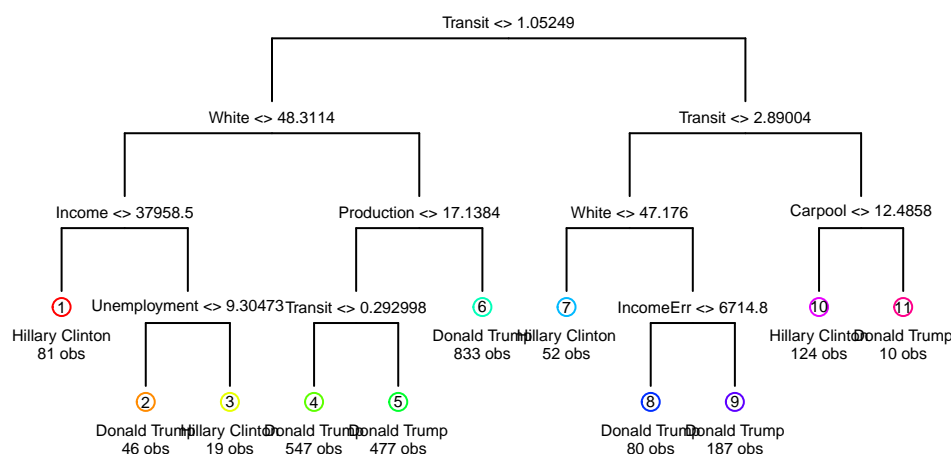 Transit <> 1.05249
White <> 48.3114
Transit <> 2.89004
Income <> 37958.5
Production <> 17.1384
White <> 47.176
Carpool <> 12.4858
1
Unemployment <> 9.30473
Transit <> 0.292998
6
7
IncomeErr <> 6714.8
10
11
Hillary Clinton
81 obs
Donald Trump
833 obs
Hillary Clinton
52 obs
Hillary Clinton
124 obs
Donald Trump
10 obs
2
3
4
5
8
9
Donald Trump
46 obs
Hillary Clinton
19 obs
Donald Trump
547 obs
Donald Trump
477 obs
Donald Trump
80 obs
Donald Trump
187 obs